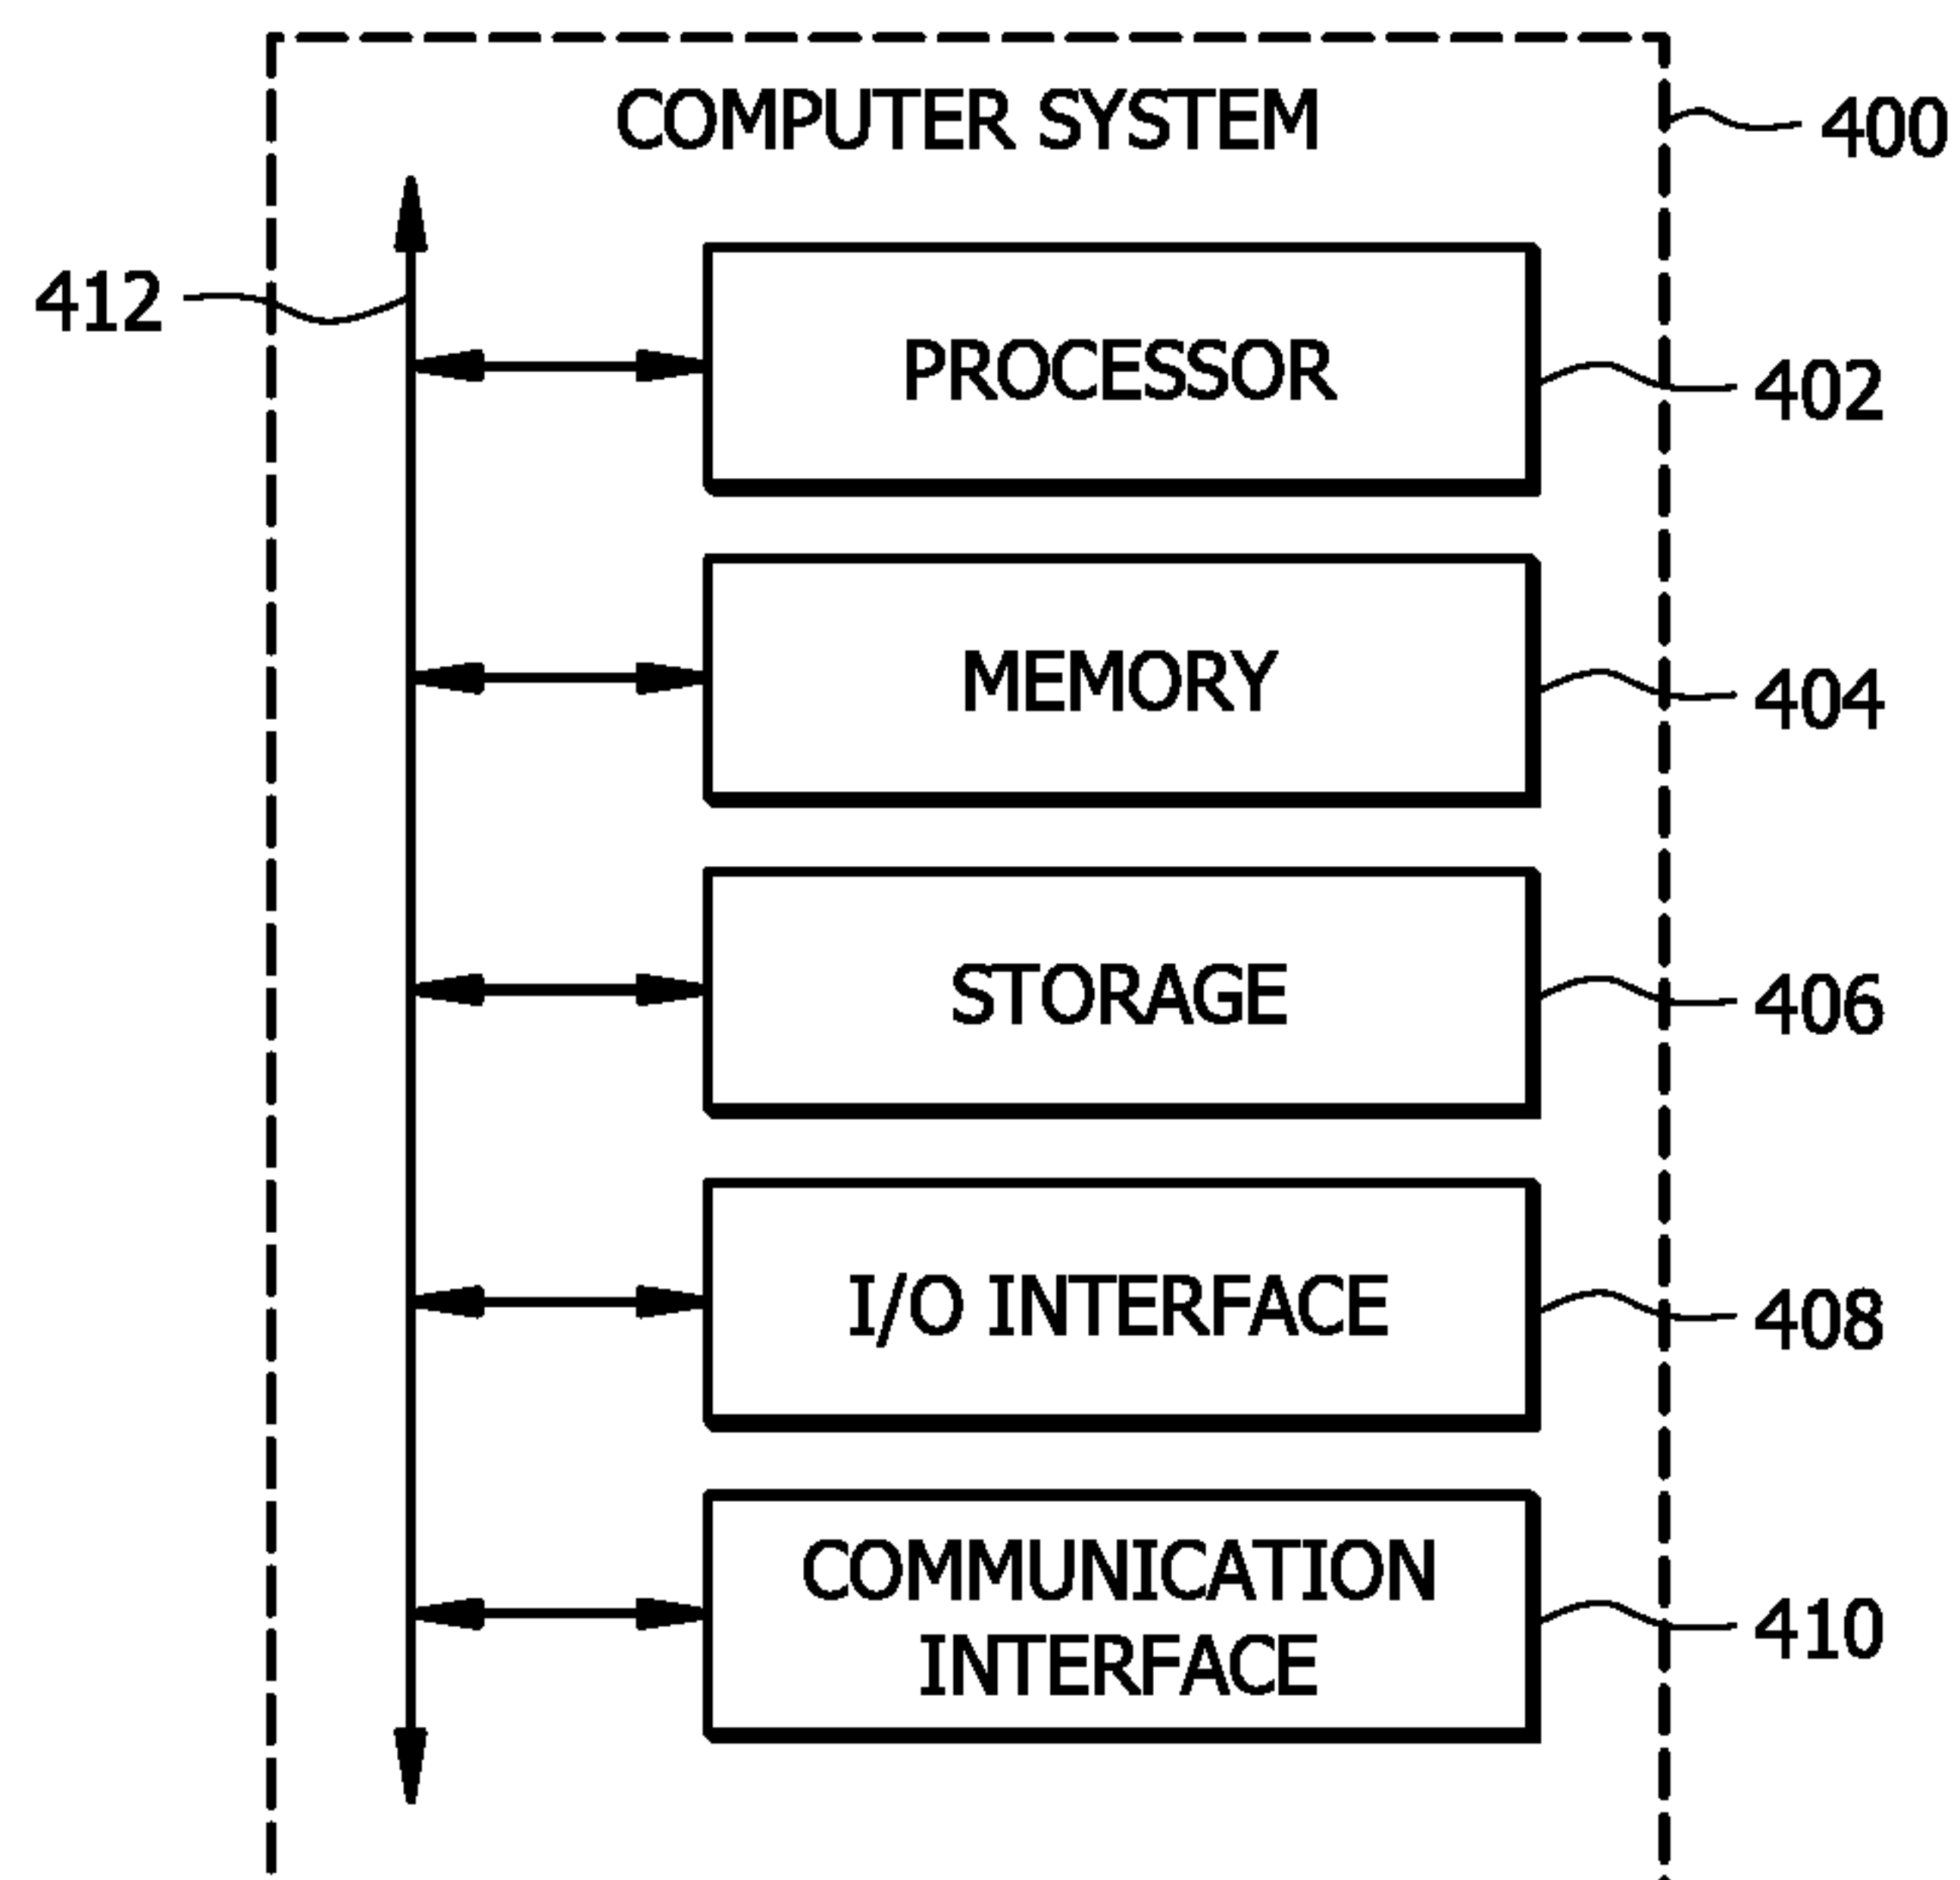 COMPUTER SYSTEM
400
412
PROCESSOR
402
MEMORY
404
STORAGE
406
I/O INTERFACE
408
COMMUNICATION
INTERFACE
410